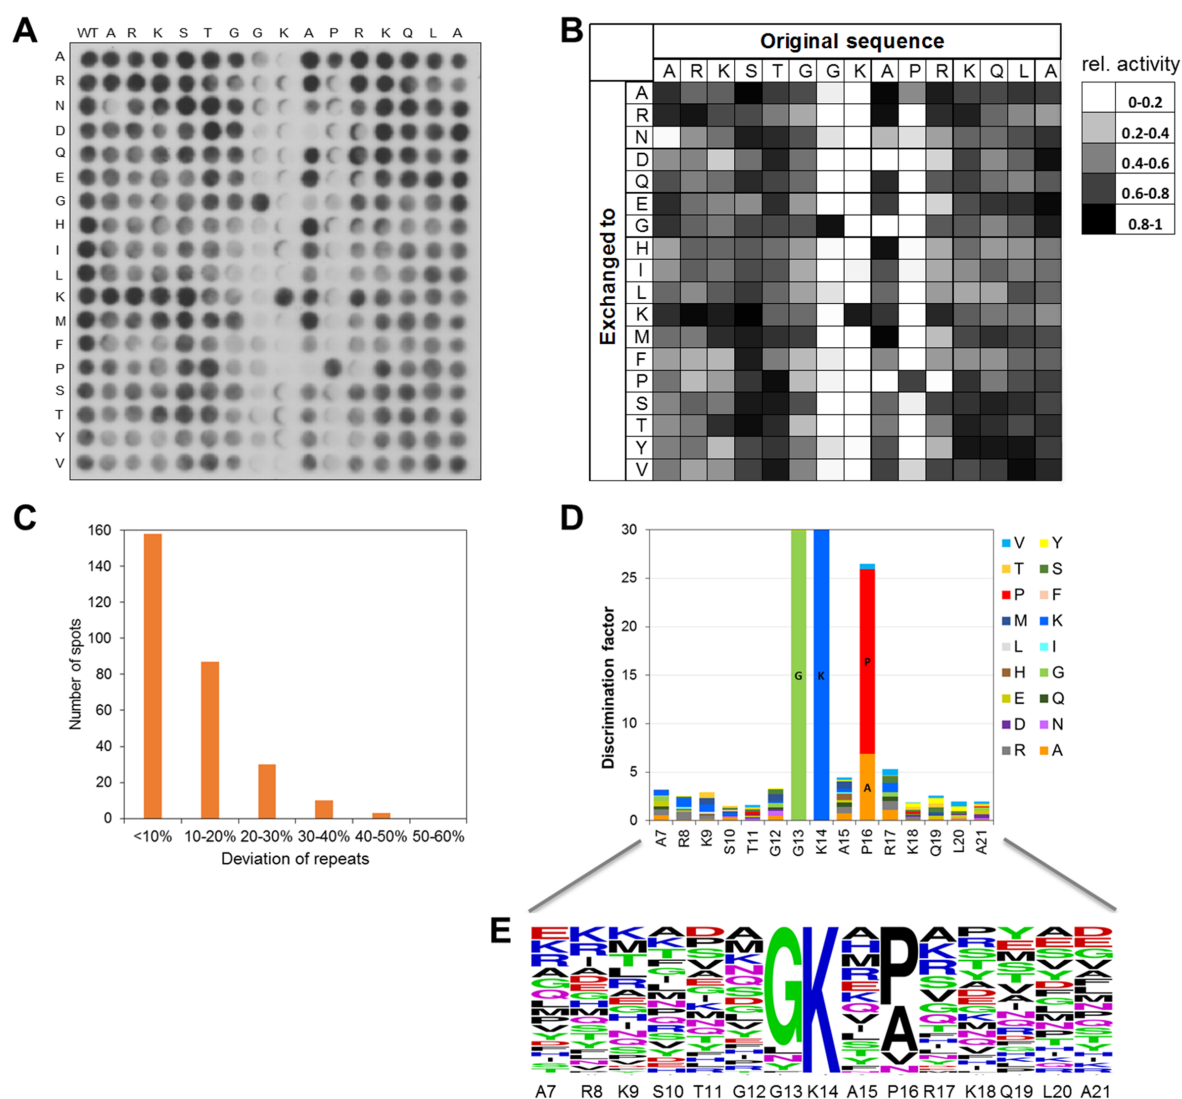 A
WT A R K S T G G K A P R K Q L A
A
R
N
D
Q
E
G
H
I
L
K
M
F
P
S
T
Y
V
B
Original sequence
A R K S T G G K A P R K Q L A
Exchanged to
A
R
N
D
Q
E
G
H
I
L
K
M
F
P
S
T
Y
V
rel. activity
0-0.2
0.2-0.4
0.4-0.6
0.6-0.8
0.8-1
C
Number of spots
160
140
120
100
80
60
40
20
0
<10% 10-20% 20-30% 30-40% 40-50% 50-60%
Deviation of repeats
D
Discrimination factor
30
25
20
15
10
5
0
G K P
A
A7 R8 K9 S10 T11 G12 G13 K14 A15 P16 R17 K18 Q19 L20 A21
V Y
T S
P F
M K
L I
H G
E Q
D N
R A
E
E K K A D A G K A P A P Y A D
A
A7 R8 K9 S10 T11 G12 G13 K14 A15 P16 R17 K18 Q19 L20 A21